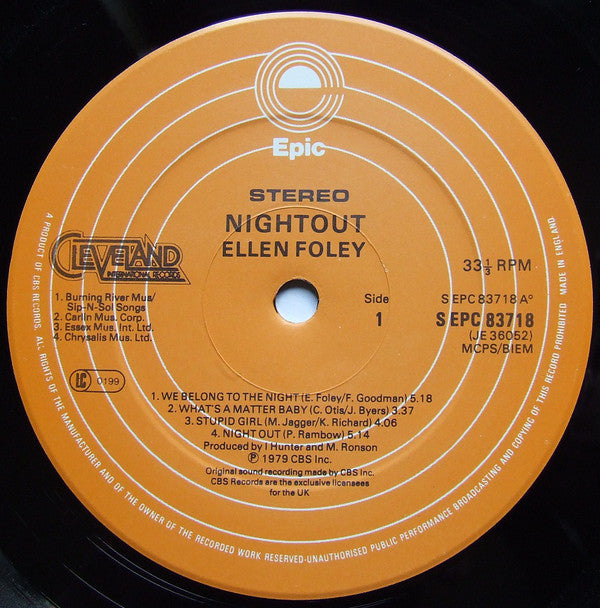 Epic
STEREO
NIGHTOUT
ELLEN FOLEY
CLEVELAND
INTERNATIONAL RECORDS
33 1/3 RPM
1. Burning River Mus/
Sip-N-Sol Songs
2. Carlin Mus. Corp.
3. Essex Mus. Int. Ltd.
4. Chrysalis Mus. Ltd.
Side
1
S EPC 83718 A°
S EPC 83718
(JE 36052)
MCPS/BIEM
LC 0199
1. WE BELONG TO THE NIGHT (E. Foley/F. Goodman) 5.18
2. WHAT'S A MATTER BABY (C. Otis/J. Byers) 3.37
3. STUPID GIRL (M. Jagger/K. Richard) 4.06
4. NIGHT OUT (P. Rambow) 5.14
Produced by I Hunter and M. Ronson
℗ 1979 CBS Inc.
Original sound recording made by CBS Inc.
CBS Records are the exclusive licensees
for the UK
A PRODUCT OF CBS RECORDS. ALL RIGHTS OF THE MANUFACTURER AND OF THE OWNER OF THE RECORDED WORK RESERVED-UNAUTHORISED PUBLIC PERFORMANCE BROADCASTING AND COPYING OF THIS RECORD PROHIBITED MADE IN ENGLAND